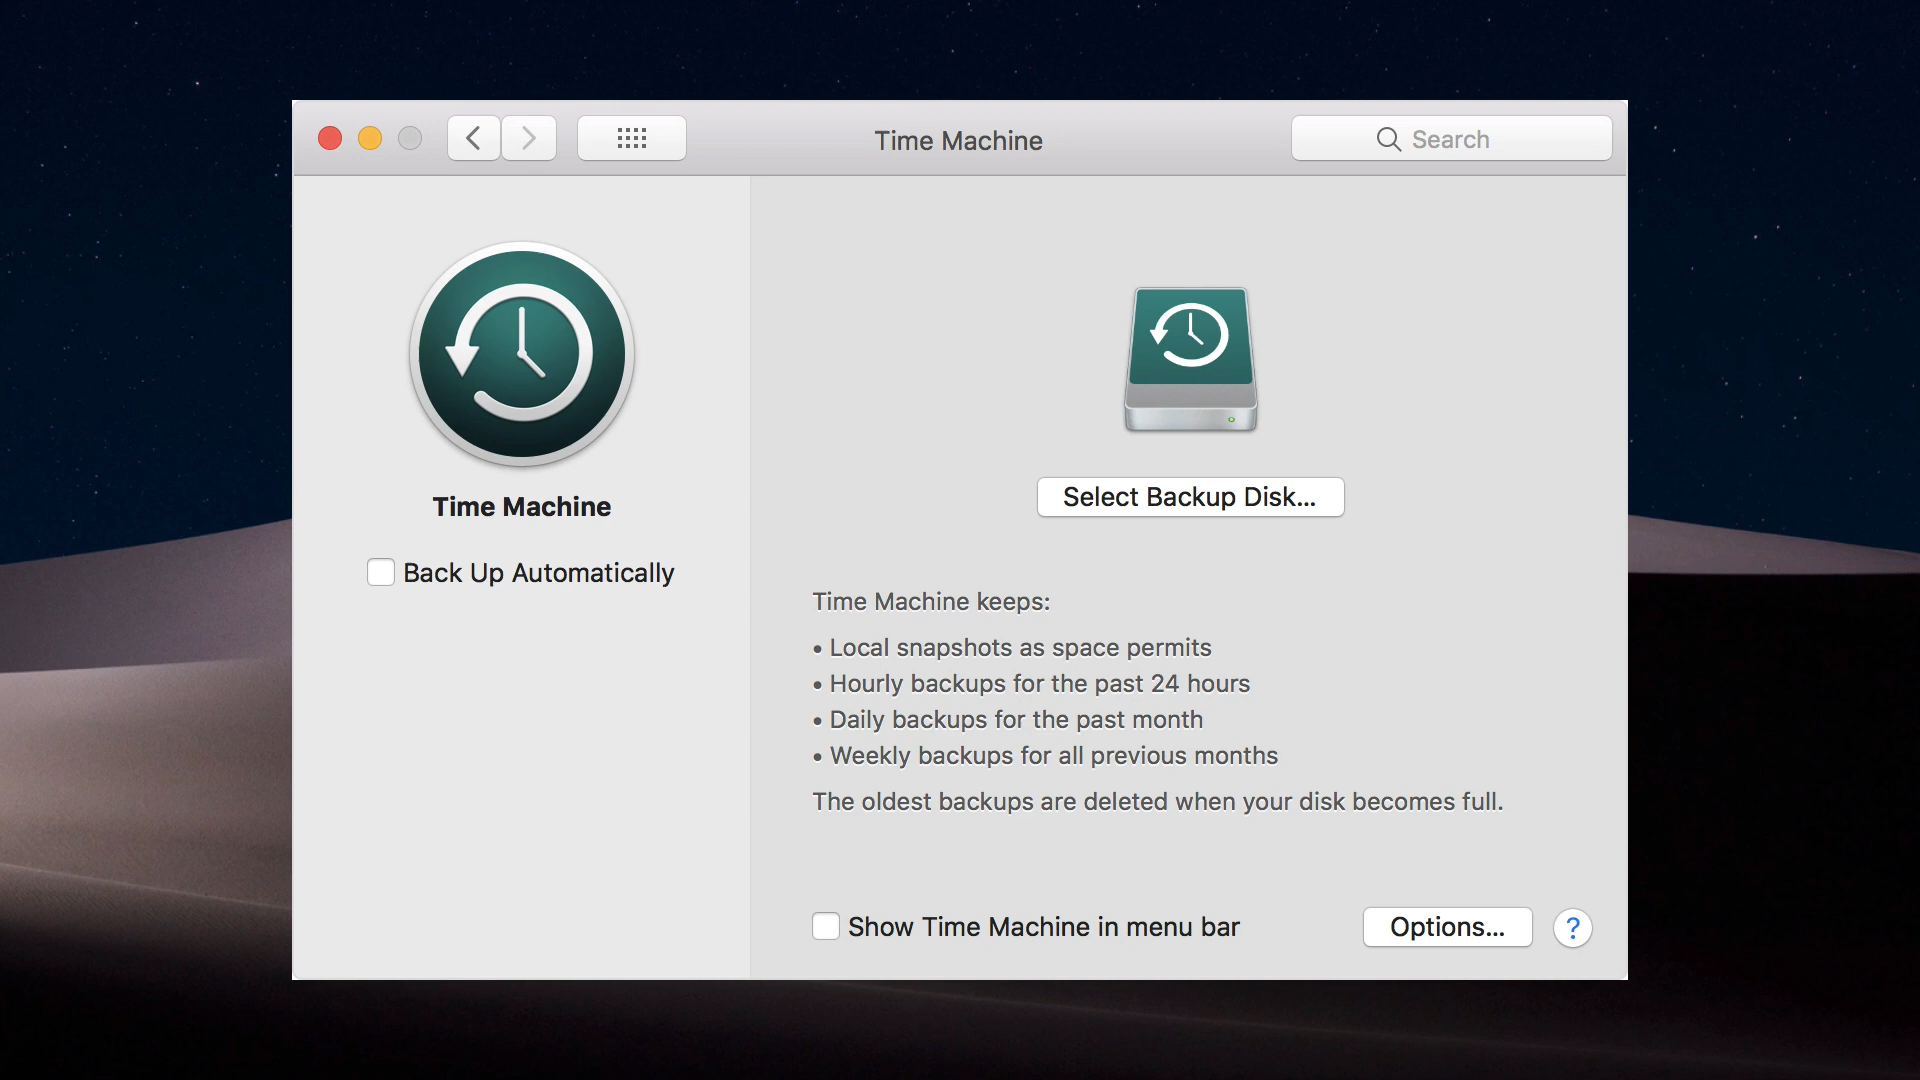 Time Machine
Search
Time Machine
Back Up Automatically
Select Backup Disk...
Time Machine keeps:
• Local snapshots as space permits
• Hourly backups for the past 24 hours
• Daily backups for the past month
• Weekly backups for all previous months
The oldest backups are deleted when your disk becomes full.
Show Time Machine in menu bar
Options...
?